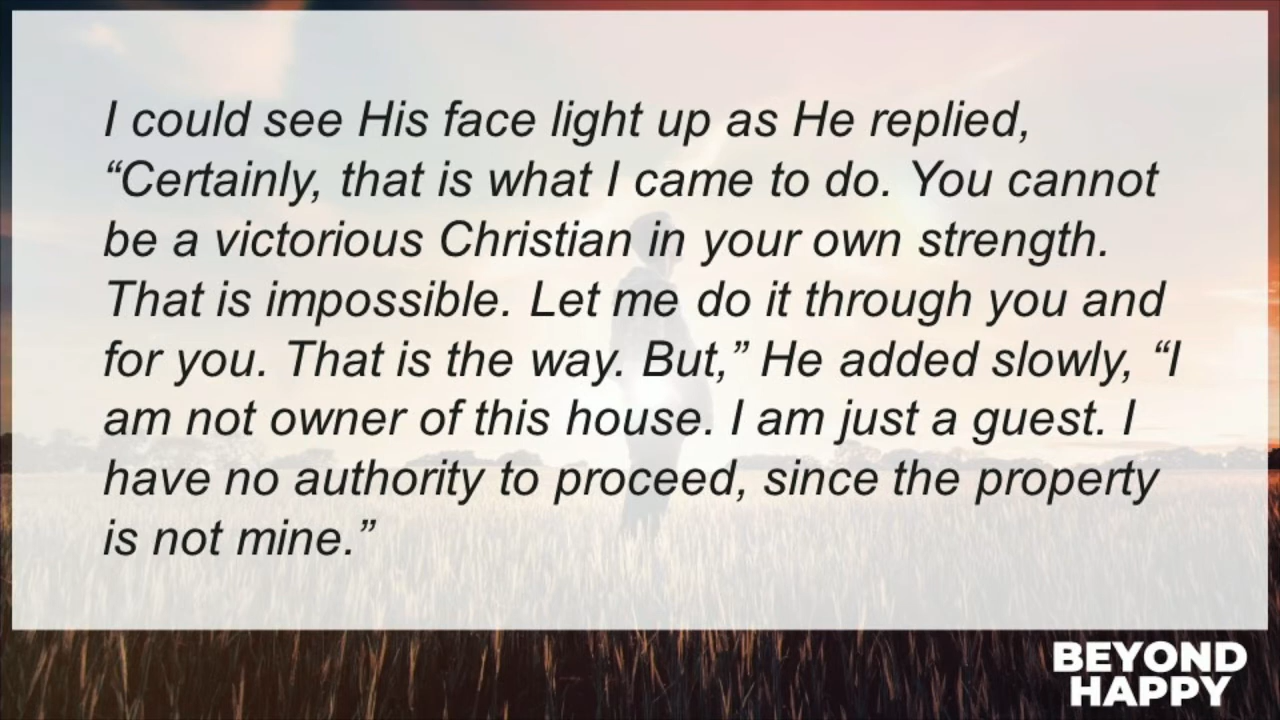 I could see His face light up as He replied,
“Certainly, that is what I came to do. You cannot
be a victorious Christian in your own strength.
That is impossible. Let me do it through you and
for you. That is the way. But,” He added slowly, “I
am not owner of this house. I am just a guest. I
have no authority to proceed, since the property
is not mine.”
BEYOND
HAPPY